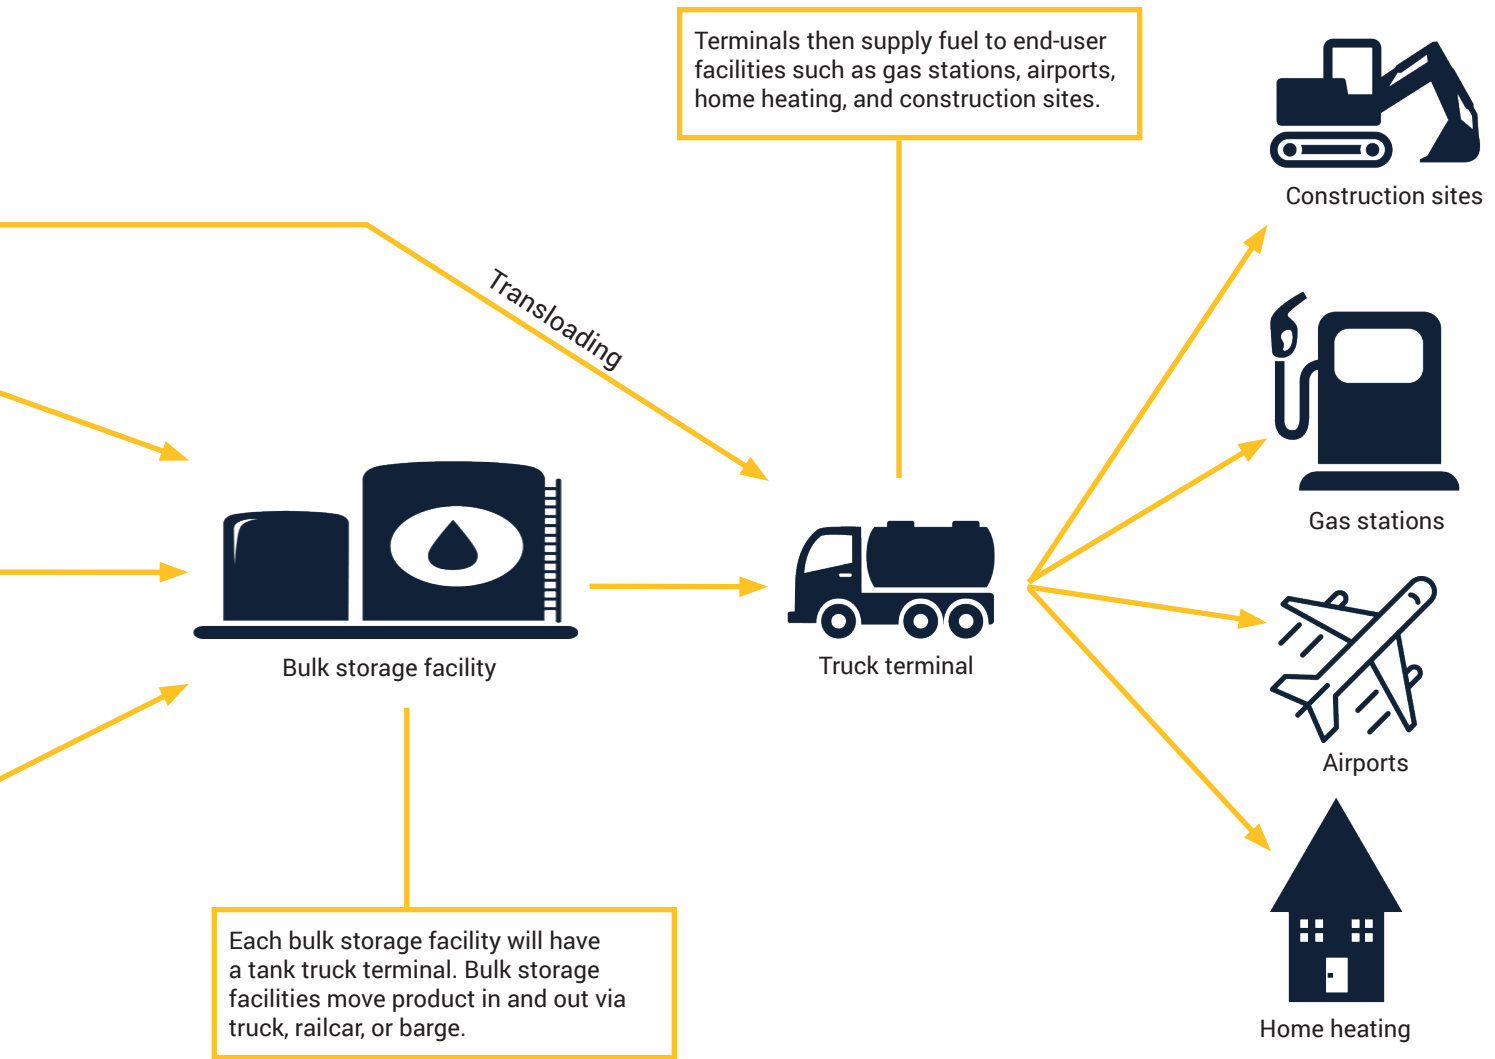 Terminals then supply fuel to end-user
facilities such as gas stations, airports,
home heating, and construction sites.
Construction sites
Transloading
Gas stations
Bulk storage facility
Truck terminal
Airports
Each bulk storage facility will have
a tank truck terminal. Bulk storage
facilities move product in and out via
truck, railcar, or barge.
Home heating